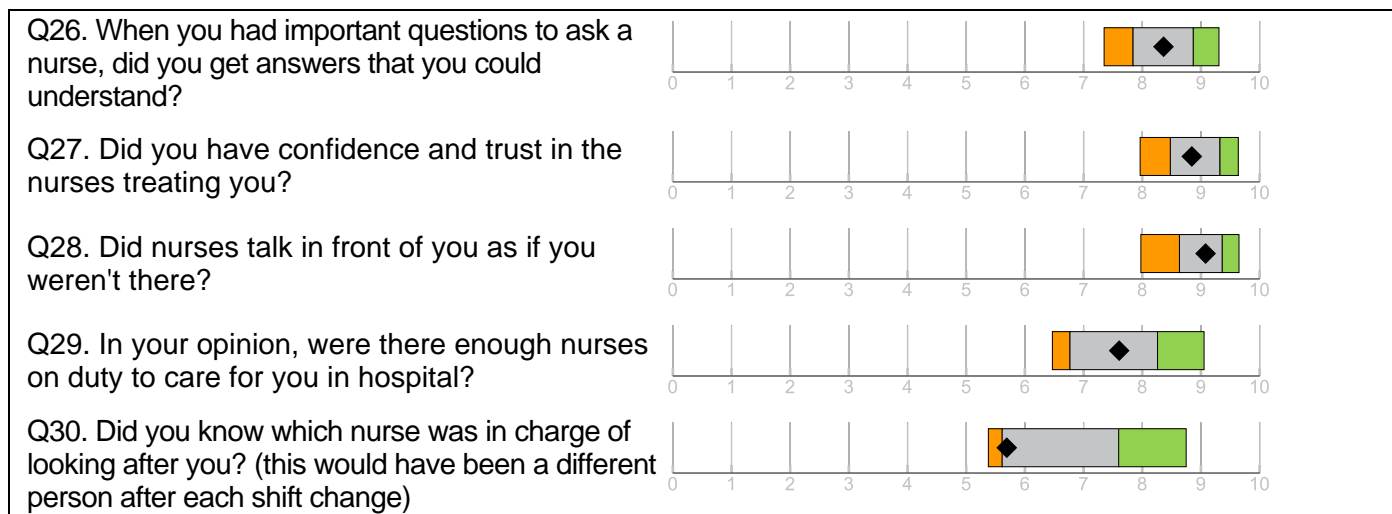 Q26. When you had important questions to ask a
nurse, did you get answers that you could
understand?
0 1 2 3 4 5 6 7 8 9 10
Q27. Did you have confidence and trust in the
nurses treating you?
0 1 2 3 4 5 6 7 8 9 10
Q28. Did nurses talk in front of you as if you
weren't there?
0 1 2 3 4 5 6 7 8 9 10
Q29. In your opinion, were there enough nurses
on duty to care for you in hospital?
0 1 2 3 4 5 6 7 8 9 10
Q30. Did you know which nurse was in charge of
looking after you? (this would have been a different
person after each shift change)
0 1 2 3 4 5 6 7 8 9 10